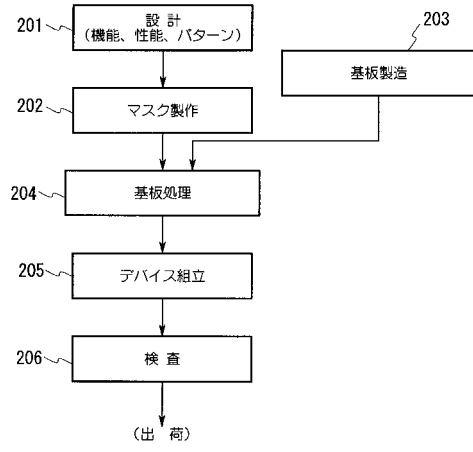 201
設 計
(機能、性能、パターン)
203
基板製造
202
マスク製作
204
基板処理
205
デバイス組立
206
検 査
(出 荷)